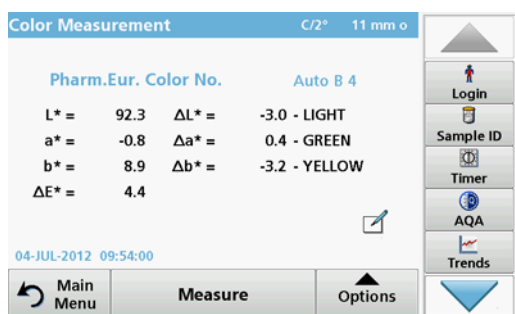 Color Measurement C/2° 11 mm o
Pharm.Eur. Color No. Auto B 4
L* = 92.3 ΔL* = -3.0 - LIGHT
a* = -0.8 Δa* = 0.4 - GREEN
b* = 8.9 Δb* = -3.2 - YELLOW
ΔE* = 4.4
04-JUL-2012 09:54:00
Main Menu
Measure
Options
Login
Sample ID
Timer
AQA
Trends